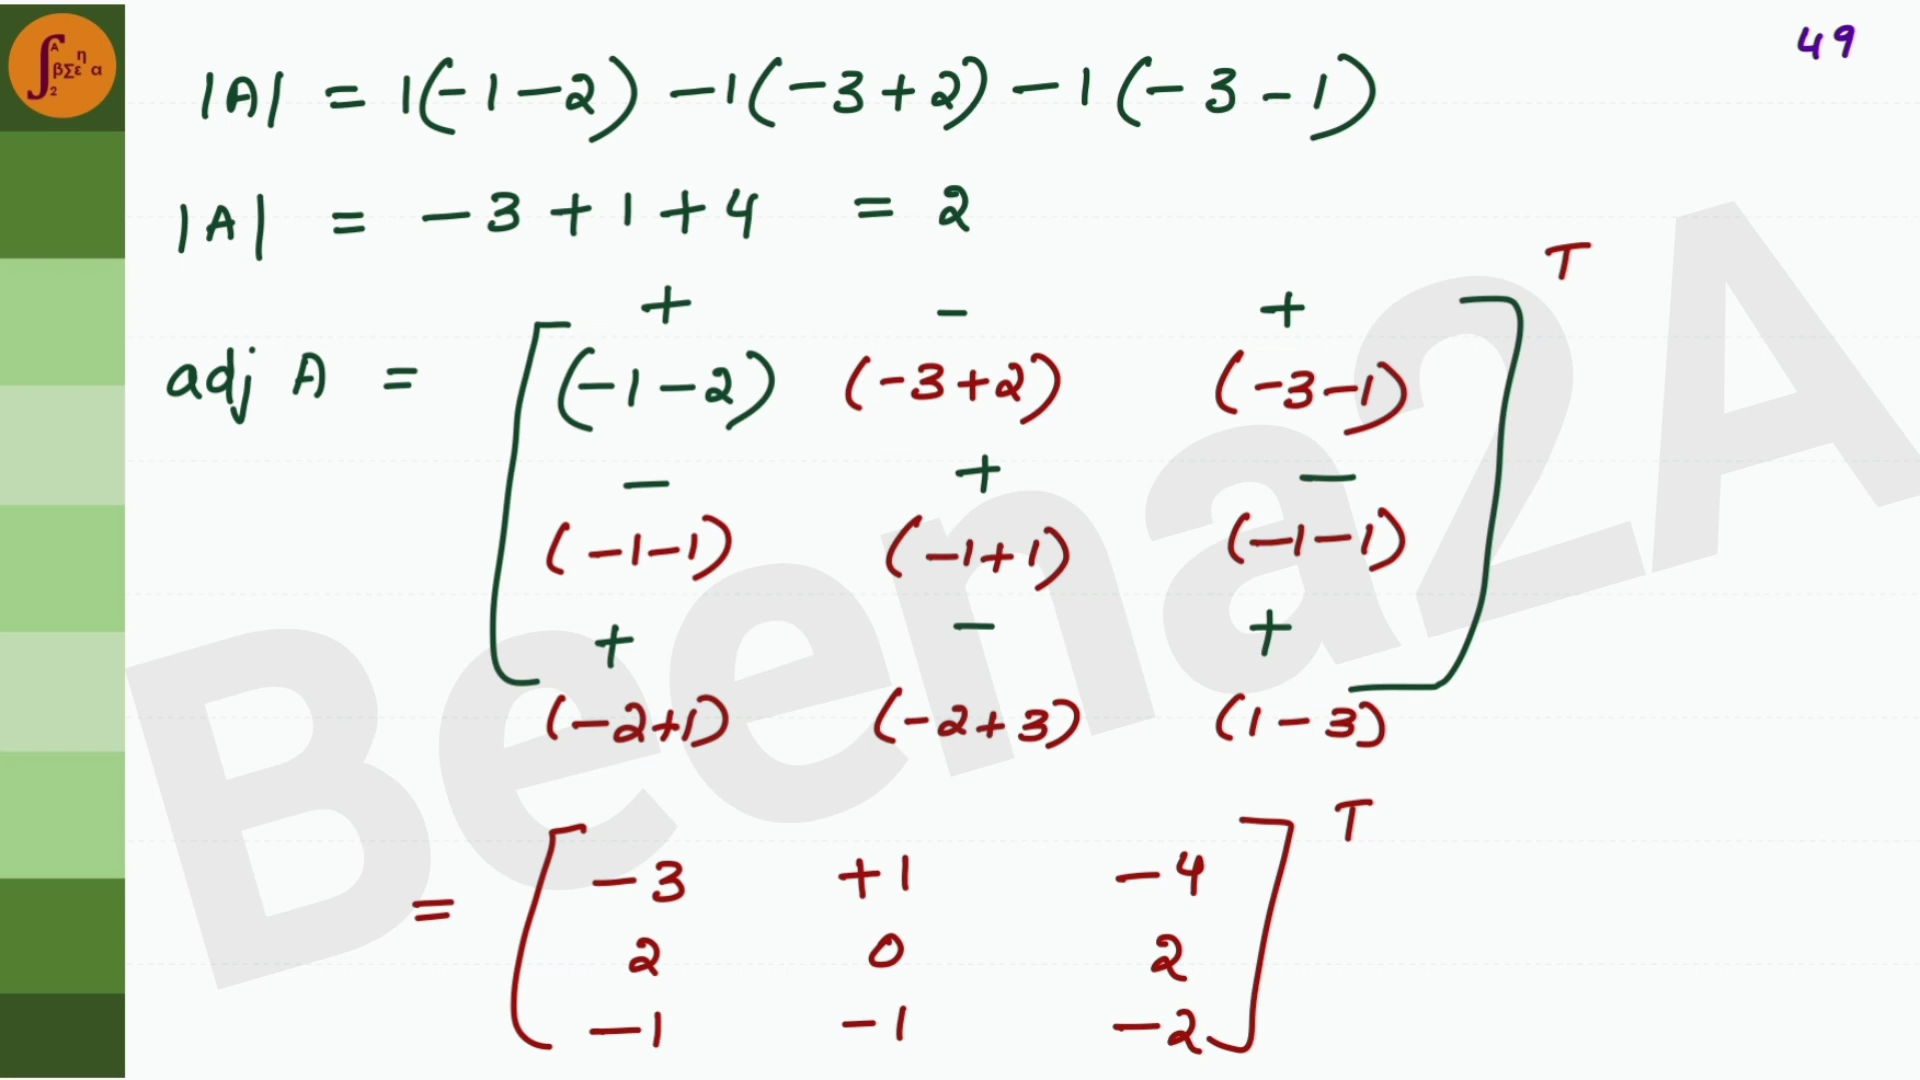 49
|A| = 1(-1-2) -1(-3+2) -1(-3-1)
|A| = -3+1+4 = 2
+ - + T
adj A = [ (-1-2) (-3+2) (-3-1)
- + -
(-1-1) (-1+1) (-1-1) ]
+ - +
(-2+1) (-2+3) (1-3)
T
= [ -3 +1 -4
2 0 2
-1 -1 -2 ]
Beena2A
A
η
βΣε α
2